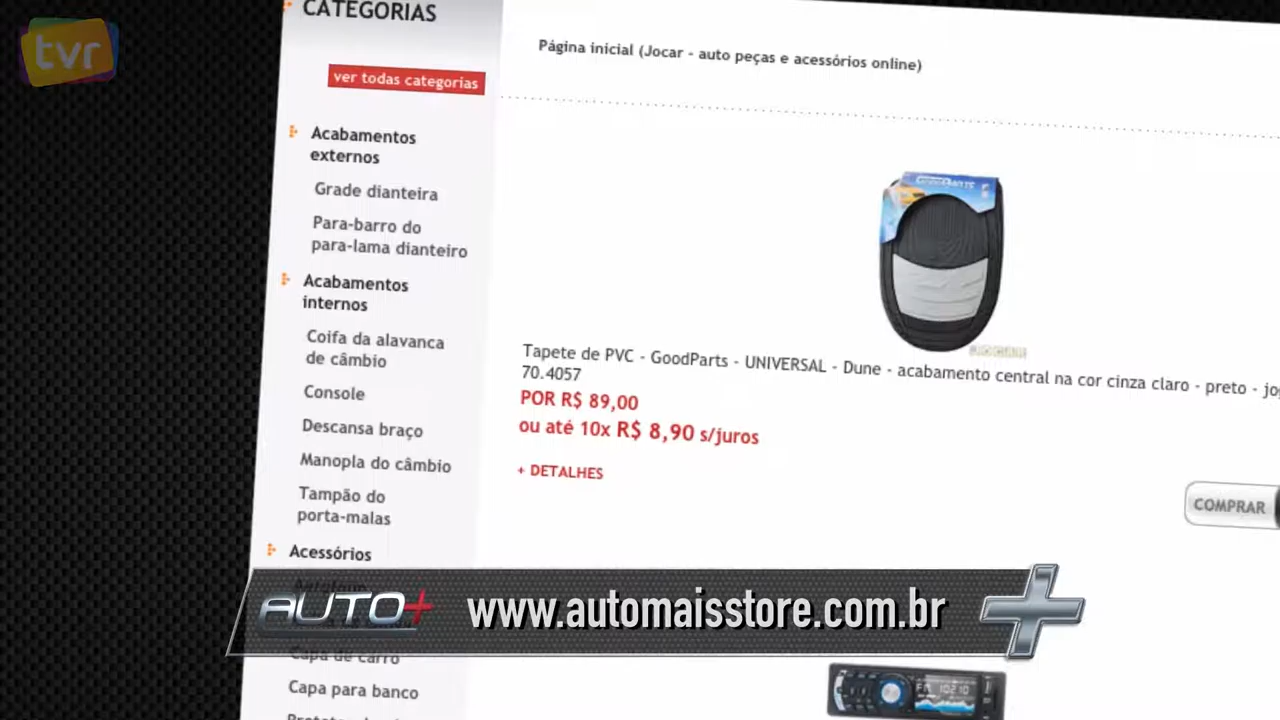 tvr
CATEGORIAS
ver todas categorias
Acabamentos
externos
Grade dianteira
Para-barro do
para-lama dianteiro
Acabamentos
internos
Coifa da alavanca
de câmbio
Console
Descansa braço
Manopla do câmbio
Tampão do
porta-malas
Acessórios
Capa de carro
Capa para banco
Página inicial (Jocar - auto peças e acessórios online)
Tapete de PVC - GoodParts - UNIVERSAL - Dune - acabamento central na cor cinza claro - preto - jo
70.4057
POR R$ 89,00
ou até 10x R$ 8,90 s/juros
+ DETALHES
COMPRAR
AUTO+ www.automaisstore.com.br
FM 102.10